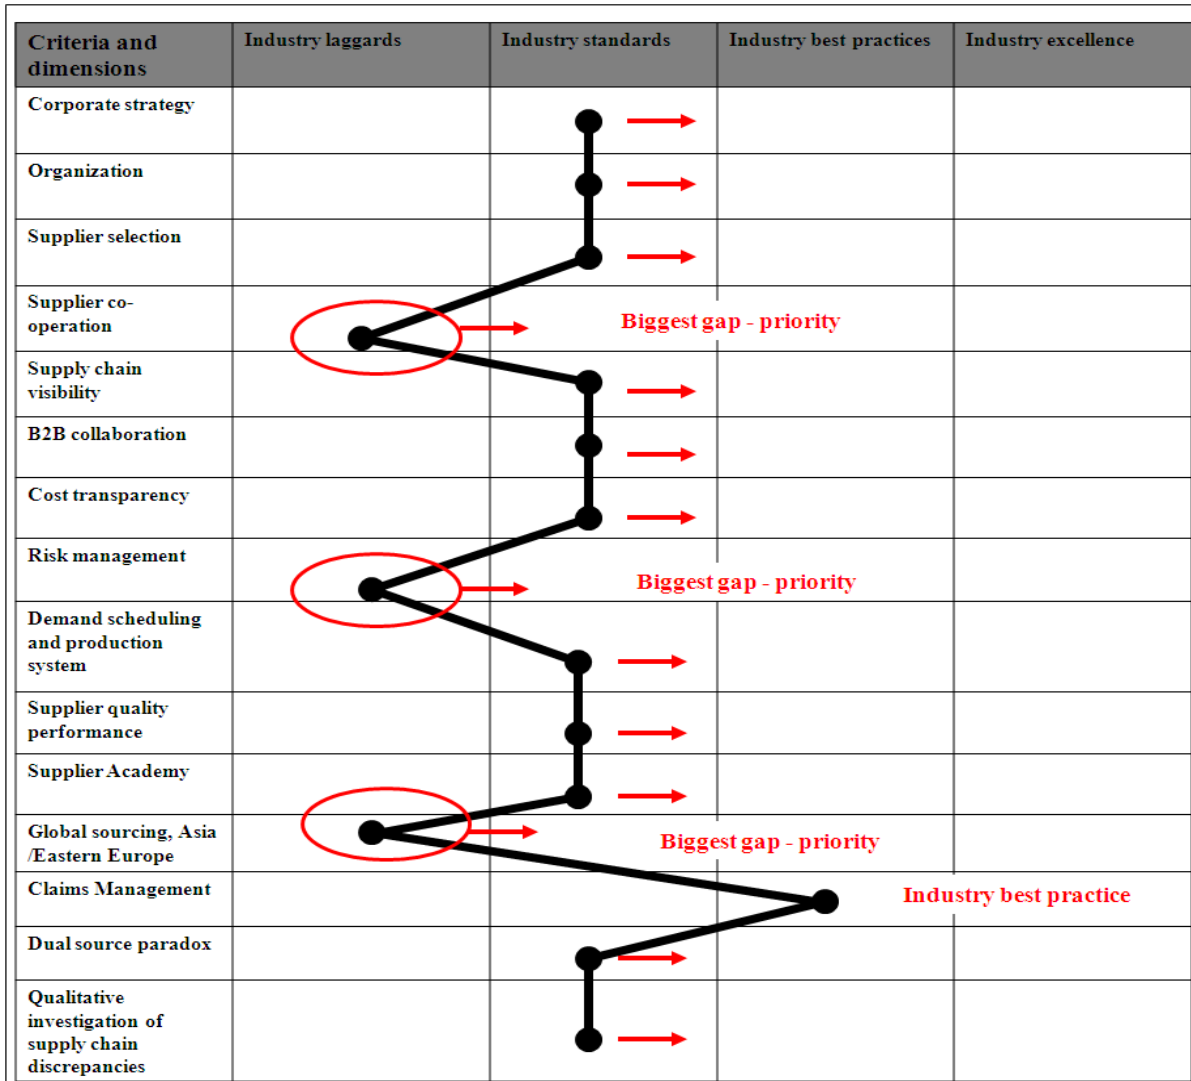 Criteria and
dimensions
Industry laggards
Industry standards
Industry best practices
Industry excellence
Corporate strategy
Organization
Supplier selection
Supplier co-
operation
Biggest gap - priority
Supply chain
visibility
B2B collaboration
Cost transparency
Risk management
Biggest gap - priority
Demand scheduling
and production
system
Supplier quality
performance
Supplier Academy
Global sourcing, Asia
/Eastern Europe
Biggest gap - priority
Claims Management
Industry best practice
Dual source paradox
Qualitative
investigation of
supply chain
discrepancies